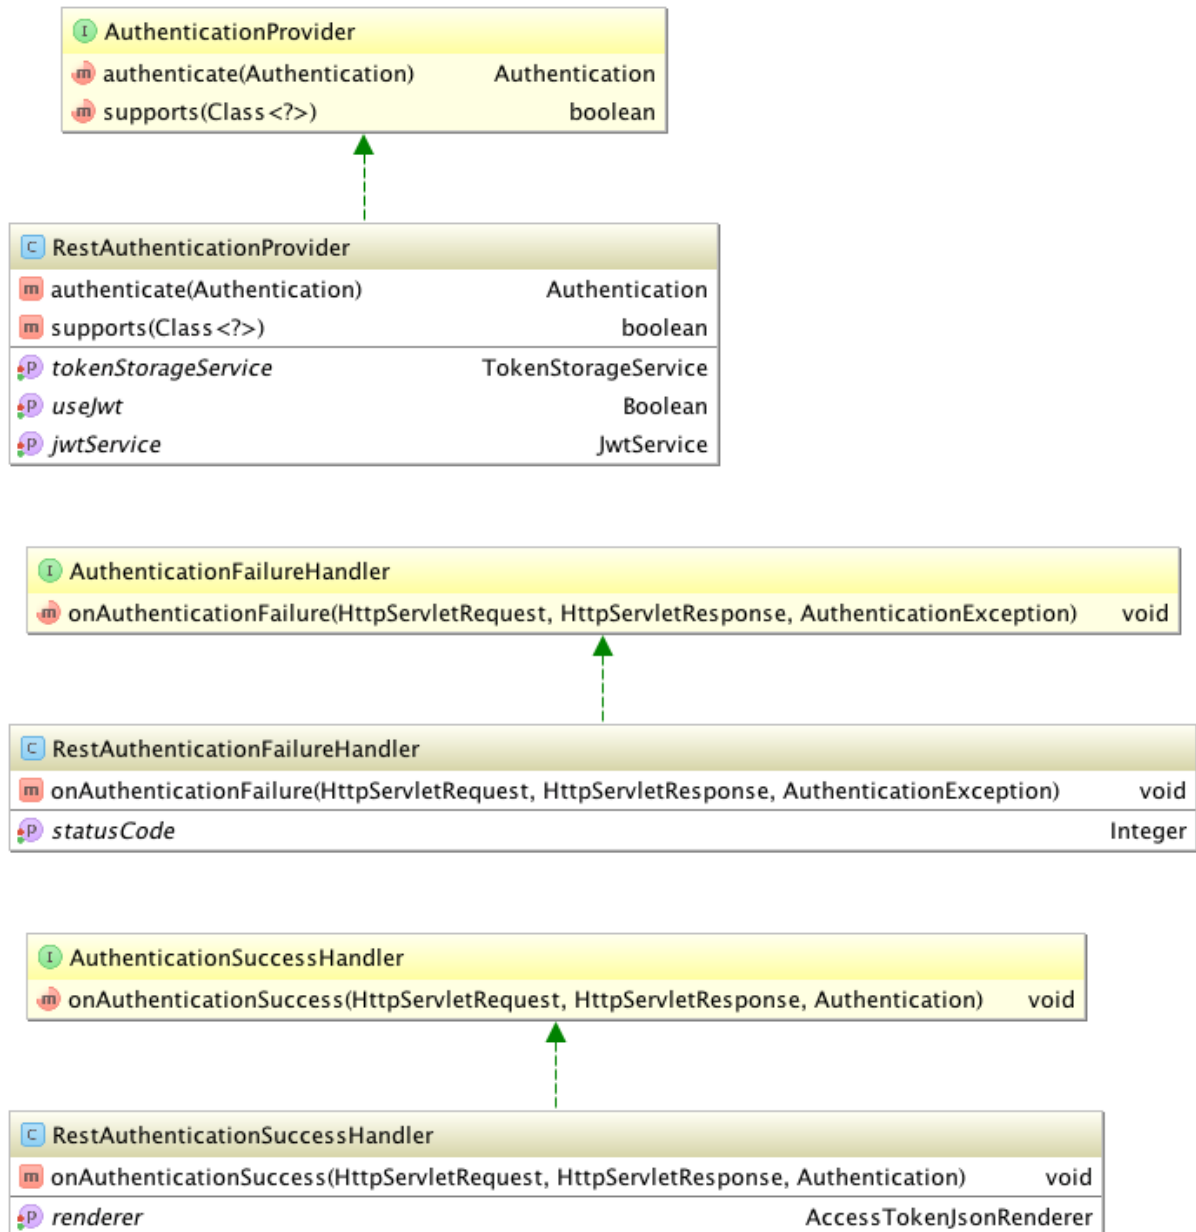 I AuthenticationProvider
m authenticate(Authentication) Authentication
m supports(Class<?>) boolean
C RestAuthenticationProvider
m authenticate(Authentication) Authentication
m supports(Class<?>) boolean
P tokenStorageService TokenStorageService
P useJwt Boolean
P jwtService JwtService
I AuthenticationFailureHandler
m onAuthenticationFailure(HttpServletRequest, HttpServletResponse, AuthenticationException) void
C RestAuthenticationFailureHandler
m onAuthenticationFailure(HttpServletRequest, HttpServletResponse, AuthenticationException) void
P statusCode Integer
I AuthenticationSuccessHandler
m onAuthenticationSuccess(HttpServletRequest, HttpServletResponse, Authentication) void
C RestAuthenticationSuccessHandler
m onAuthenticationSuccess(HttpServletRequest, HttpServletResponse, Authentication) void
P renderer AccessTokenJsonRenderer